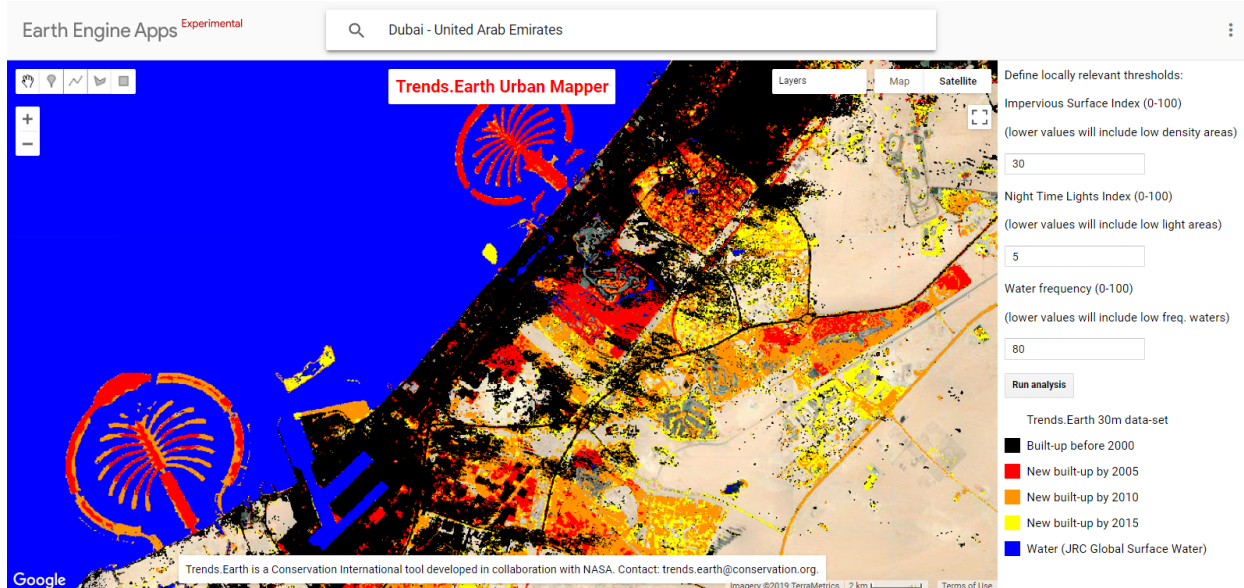 Earth Engine Apps Experimental
Dubai - United Arab Emirates
Trends.Earth Urban Mapper
Layers
Map
Satellite
+
−
Define locally relevant thresholds:
Impervious Surface Index (0-100)
(lower values will include low density areas)
30
Night Time Lights Index (0-100)
(lower values will include low light areas)
5
Water frequency (0-100)
(lower values will include low freq. waters)
80
Run analysis
Trends.Earth 30m data-set
Built-up before 2000
New built-up by 2005
New built-up by 2010
New built-up by 2015
Water (JRC Global Surface Water)
Trends.Earth is a Conservation International tool developed in collaboration with NASA. Contact: trends.earth@conservation.org.
Google
Imagery ©2019 TerraMetrics
2 km
Terms of Use